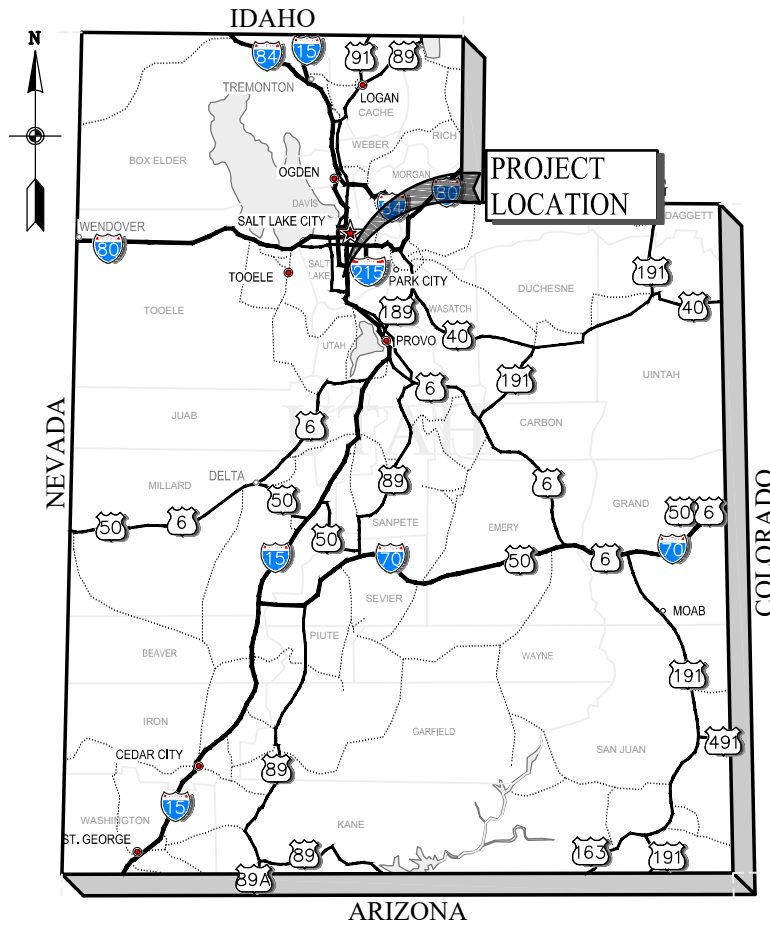 IDAHO
N
84
15
91
89
TREMONTON
LOGAN
CACHE
WEBER
RICH
BOX ELDER
OGDEN
MORGAN
PROJECT
LOCATION
DAVIS
84
80
SALT LAKE CITY
WENDOVER
DAGGETT
80
SALT
LAKE
215
PARK CITY
191
TOOELE
TOOELE
DUCHESNE
189
WASATCH
40
40
UTAH
PROVO
UINTAH
6
191
NEVADA
JUAB
6
UTAH
CARBON
DELTA
MILLARD
50
89
6
GRAND
50
6
50
6
50
SANPETE
EMERY
15
70
50
6
70
COLORADO
SEVIER
MOAB
PIUTE
BEAVER
WAYNE
191
IRON
GARFIELD
SAN JUAN
491
CEDAR CITY
89
15
WASHINGTON
KANE
ST. GEORGE
89
163
191
89A
ARIZONA